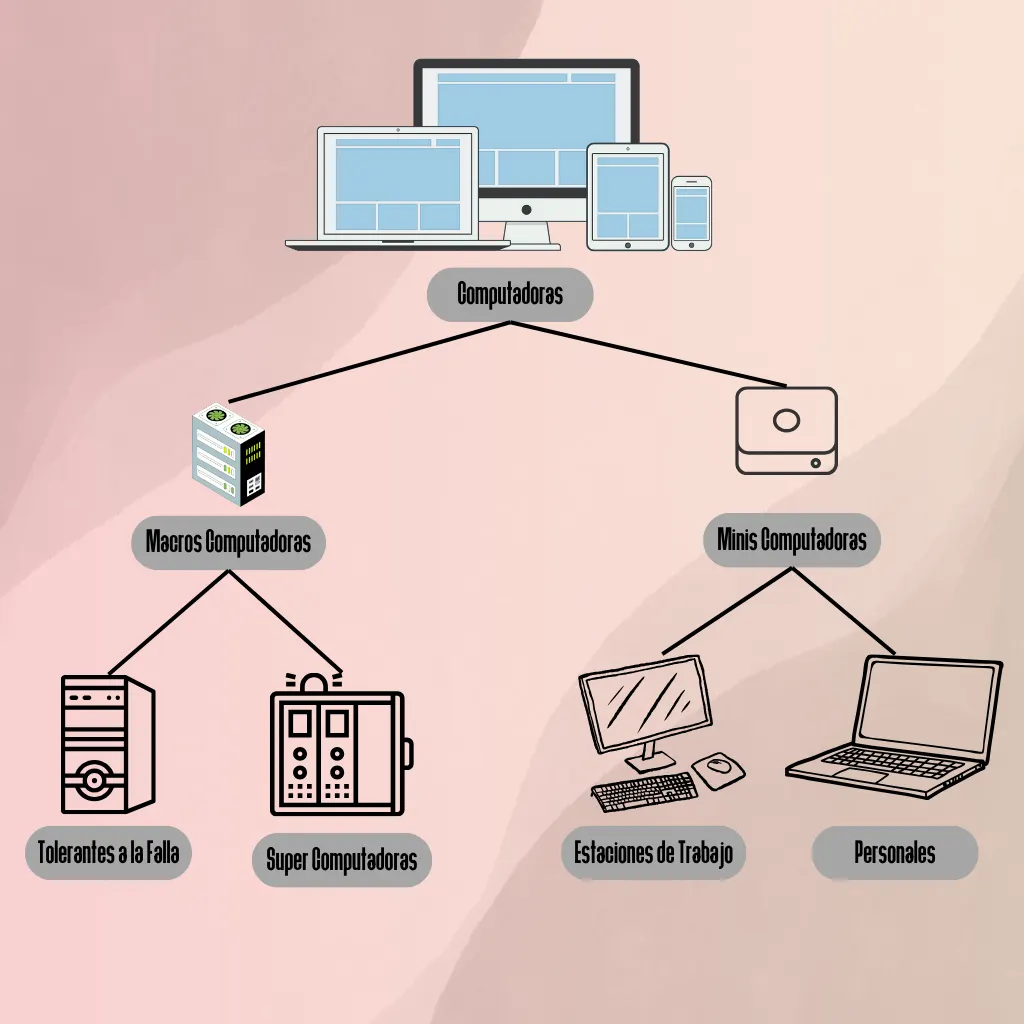 Computadoras
Macros Computadoras
Minis Computadoras
Tolerantes a la Falla
Super Computadoras
Estaciones de Trabajo
Personales